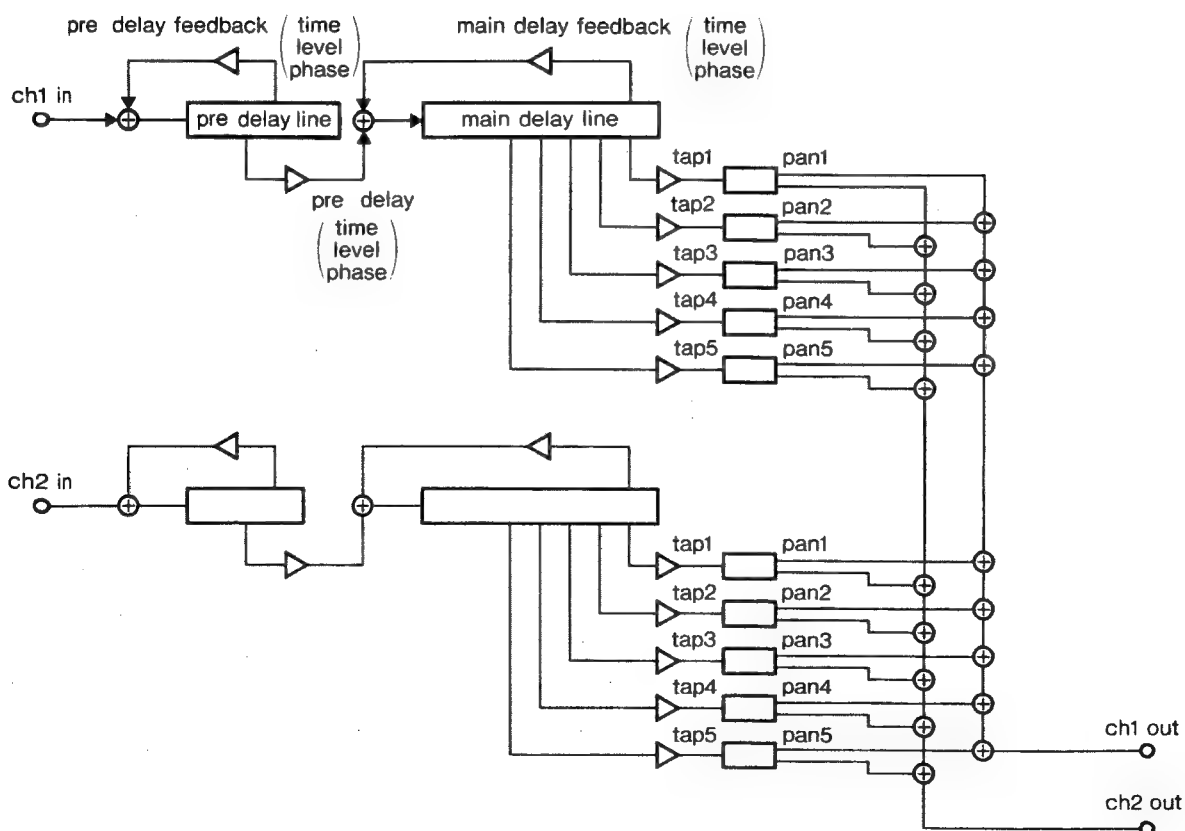 pre delay feedback (time level phase)
main delay feedback (time level phase)
ch1 in
pre delay line
main delay line
pre delay
(time level phase)
tap1 pan1
tap2 pan2
tap3 pan3
tap4 pan4
tap5 pan5
ch2 in
tap1 pan1
tap2 pan2
tap3 pan3
tap4 pan4
tap5 pan5
ch1 out
ch2 out